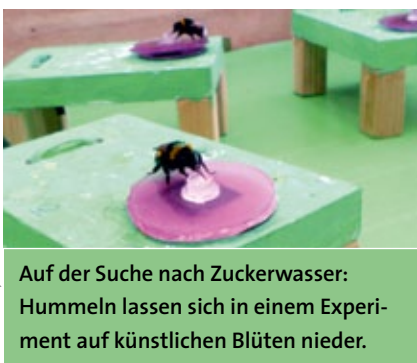 Auf der Suche nach Zuckerwasser:
Hummeln lassen sich in einem Experi-
ment auf künstlichen Blüten nieder.